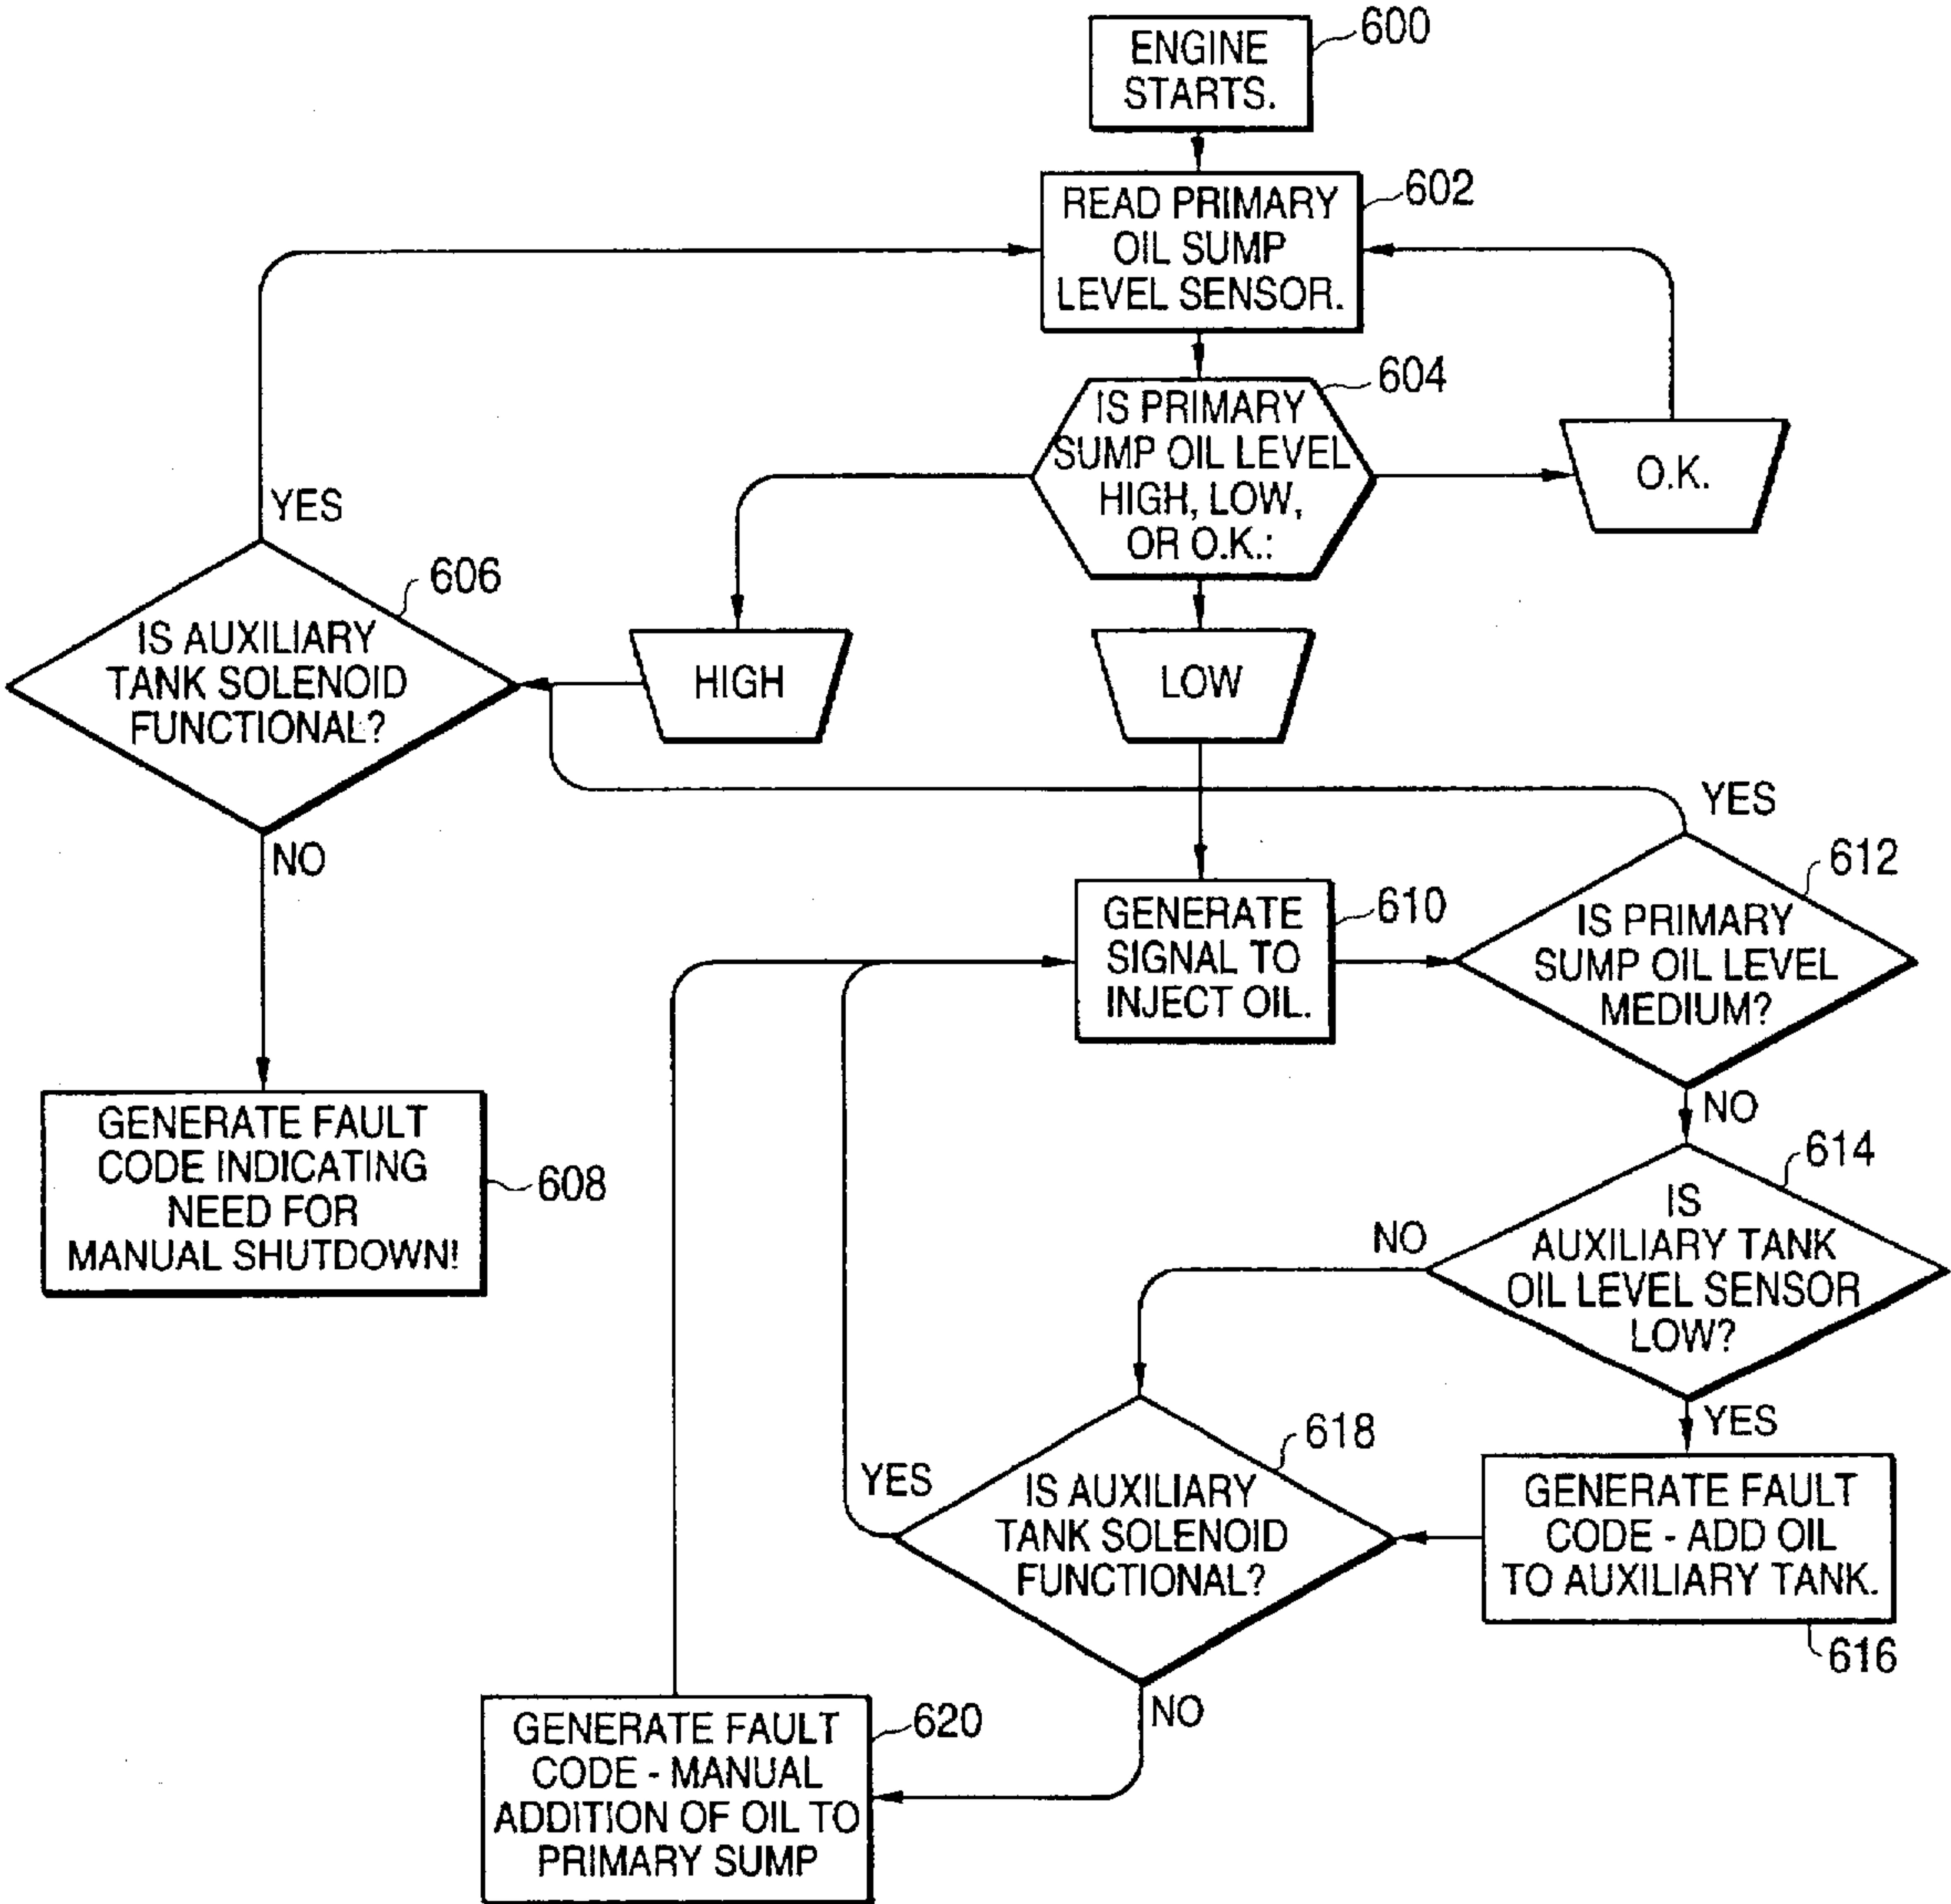 ENGINE
STARTS.
600
READ PRIMARY
OIL SUMP
LEVEL SENSOR.
602
IS PRIMARY
SUMP OIL LEVEL
HIGH, LOW,
OR O.K.:
604
O.K.
HIGH
LOW
YES
606
IS AUXILIARY
TANK SOLENOID
FUNCTIONAL?
NO
GENERATE FAULT
CODE INDICATING
NEED FOR
MANUAL SHUTDOWN!
608
GENERATE
SIGNAL TO
INJECT OIL.
610
YES
612
IS PRIMARY
SUMP OIL LEVEL
MEDIUM?
NO
614
IS
AUXILIARY TANK
OIL LEVEL SENSOR
LOW?
NO
YES
GENERATE FAULT
CODE - ADD OIL
TO AUXILIARY TANK.
616
618
IS AUXILIARY
TANK SOLENOID
FUNCTIONAL?
YES
NO
GENERATE FAULT
CODE - MANUAL
ADDITION OF OIL TO
PRIMARY SUMP
620